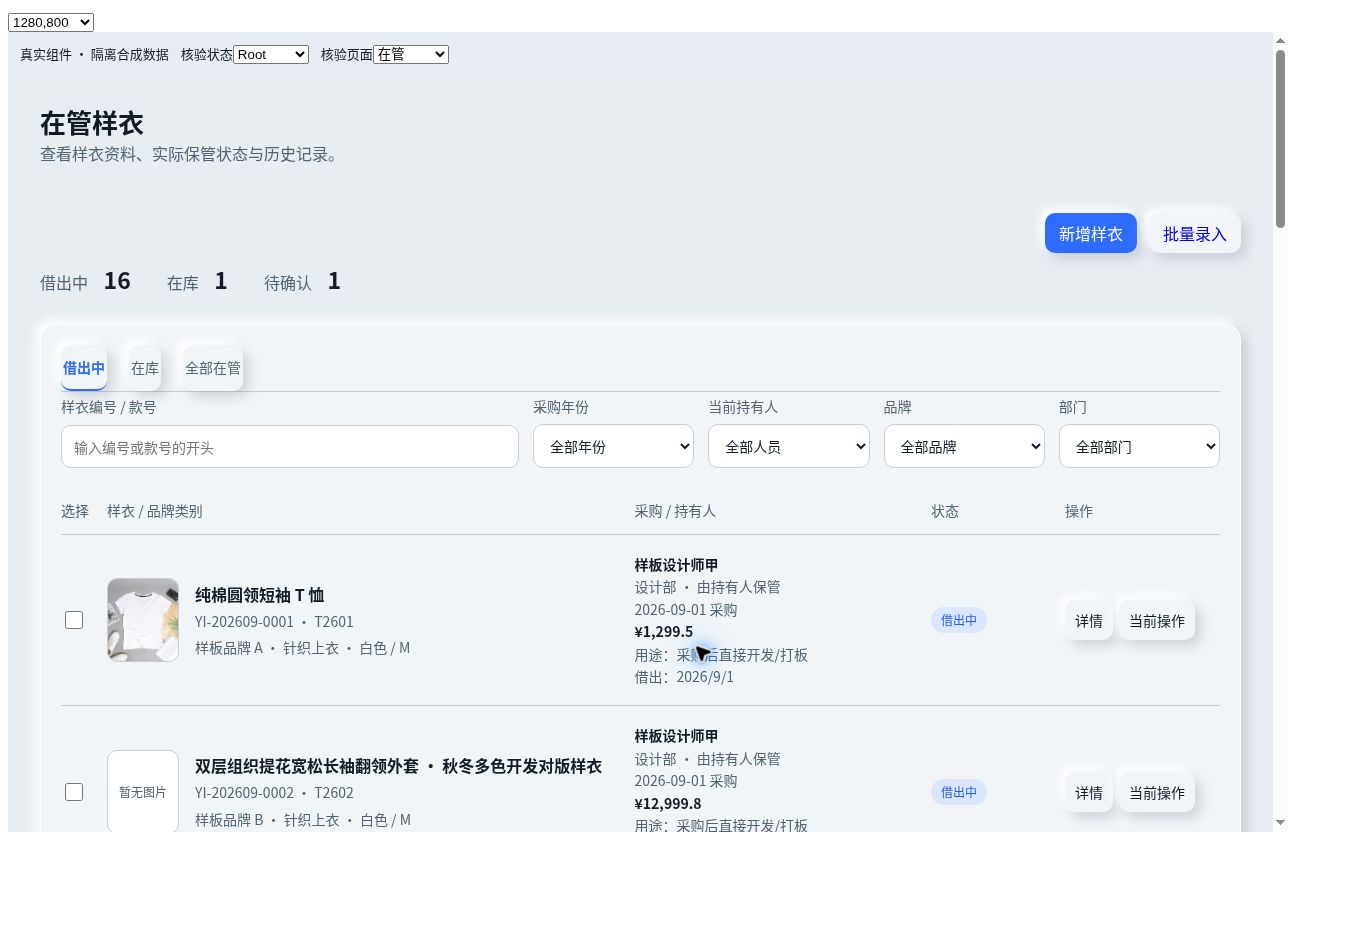 1280,800
真实组件 · 隔离合成数据 核验状态 Root 核验页面 在管
在管样衣
查看样衣资料、实际保管状态与历史记录。
新增样衣 批量录入
借出中 16 在库 1 待确认 1
借出中 在库 全部在管
样衣编号 / 款号 采购年份 当前持有人 品牌 部门
输入编号或款号的开头 全部年份 全部人员 全部品牌 全部部门
选择 样衣 / 品牌类别 采购 / 持有人 状态 操作
纯棉圆领短袖 T 恤
YI-202609-0001 · T2601
样板品牌 A · 针织上衣 · 白色 / M
样板设计师甲
设计部 · 由持有人保管
2026-09-01 采购
¥1,299.5
用途：采购后直接开发/打板
借出：2026/9/1
借出中
详情 当前操作
暂无图片
双层组织提花宽松长袖翻领外套 · 秋冬多色开发对版样衣
YI-202609-0002 · T2602
样板品牌 B · 针织上衣 · 白色 / M
样板设计师甲
设计部 · 由持有人保管
2026-09-01 采购
¥12,999.8
用途：采购后直接开发/打板
借出中
详情 当前操作